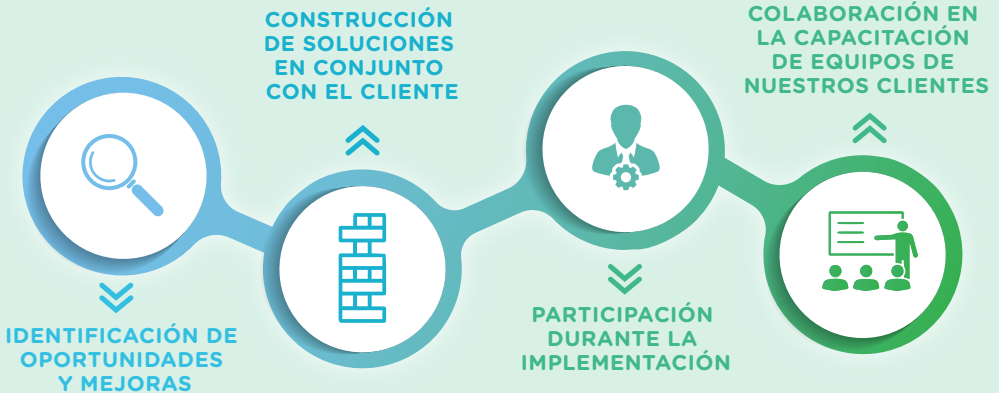 IDENTIFICACIÓN DE
OPORTUNIDADES
Y MEJORAS
CONSTRUCCIÓN
DE SOLUCIONES
EN CONJUNTO
CON EL CLIENTE
PARTICIPACIÓN
DURANTE LA
IMPLEMENTACIÓN
COLABORACIÓN EN
LA CAPACITACIÓN
DE EQUIPOS DE
NUESTROS CLIENTES